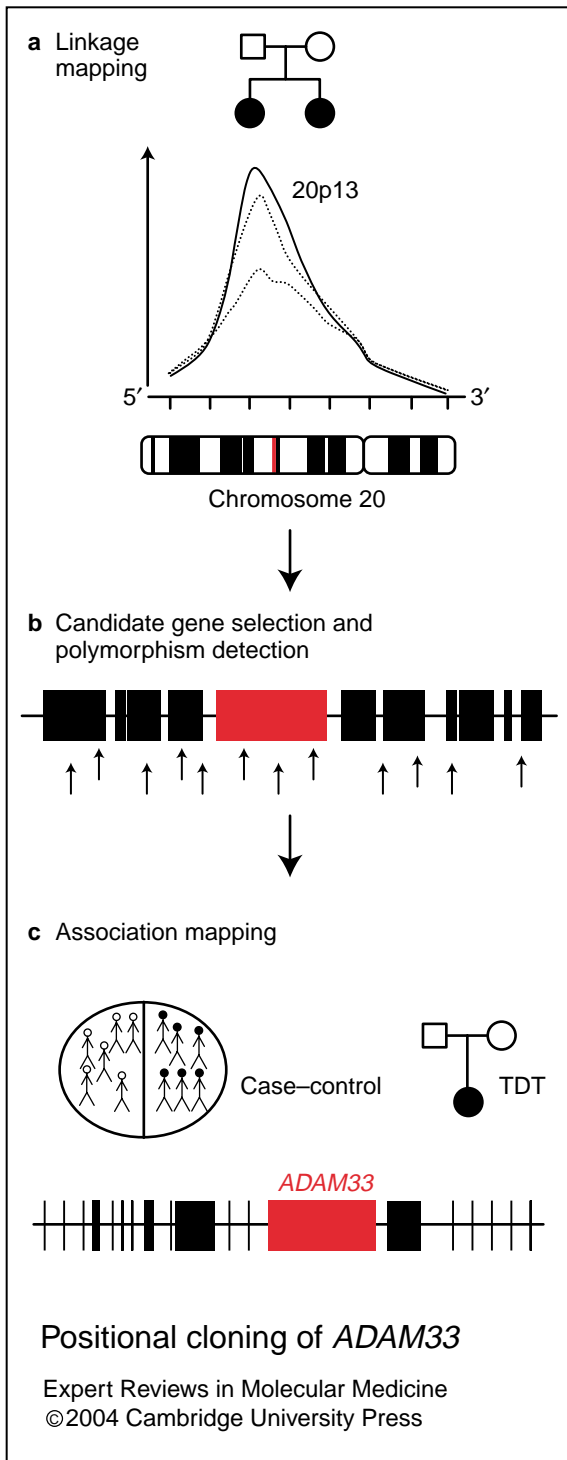 a Linkage
mapping
20p13
5′ 3′
Chromosome 20
b Candidate gene selection and
polymorphism detection
c Association mapping
Case–control
TDT
ADAM33
Positional cloning of ADAM33
Expert Reviews in Molecular Medicine
©2004 Cambridge University Press